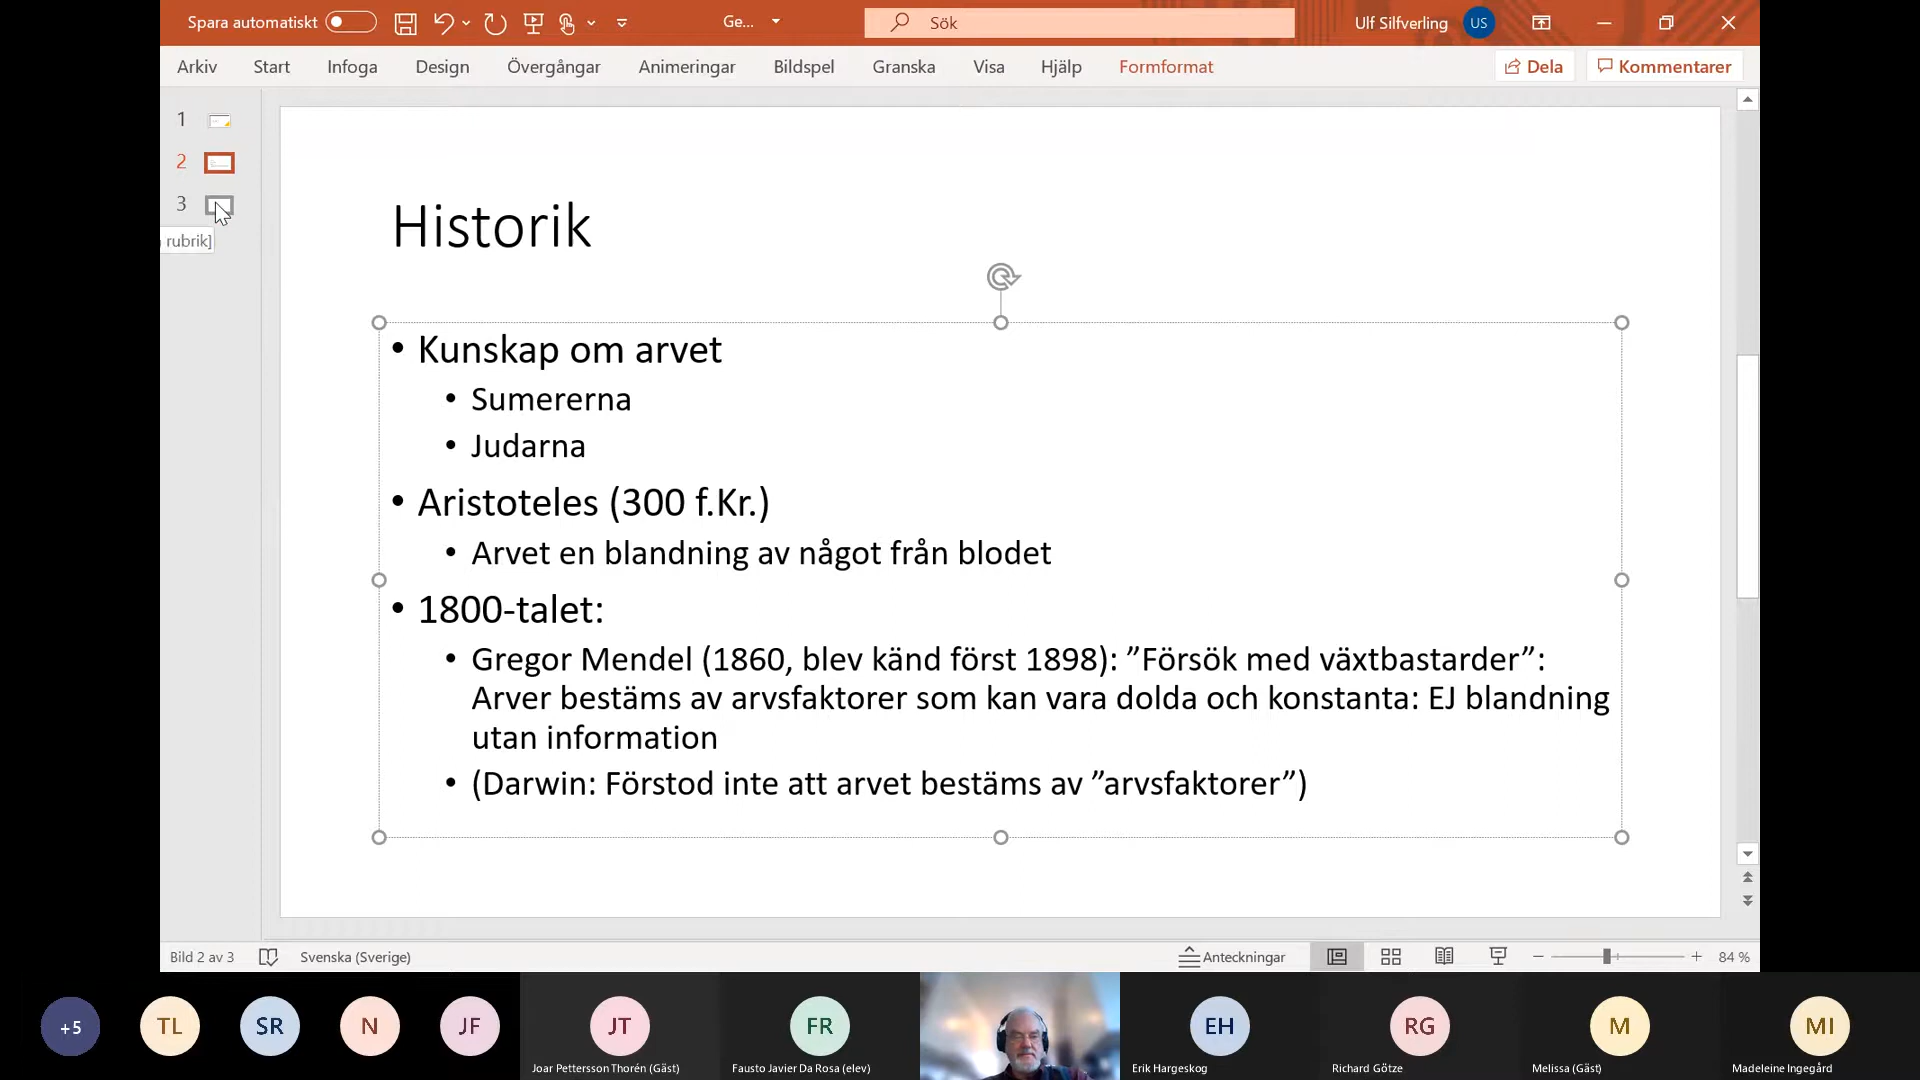 Spara automatiskt
Ge...
Sök
Ulf Silfverling
US
Arkiv
Start
Infoga
Design
Övergångar
Animeringar
Bildspel
Granska
Visa
Hjälp
Formformat
Dela
Kommentarer
1
2
3
rubrik]
Historik
• Kunskap om arvet
• Sumererna
• Judarna
• Aristoteles (300 f.Kr.)
• Arvet en blandning av något från blodet
• 1800-talet:
• Gregor Mendel (1860, blev känd först 1898): ”Försök med växtbastarder”:
Arver bestäms av arvsfaktorer som kan vara dolda och konstanta: EJ blandning
utan information
• (Darwin: Förstod inte att arvet bestäms av ”arvsfaktorer”)
Bild 2 av 3
Svenska (Sverige)
Anteckningar
84 %
+5
TL
SR
N
JF
JT
FR
EH
RG
M
MI
Joar Pettersson Thorén (Gäst)
Fausto Javier Da Rosa (elev)
Erik Hargeskog
Richard Götze
Melissa (Gäst)
Madeleine Ingegård